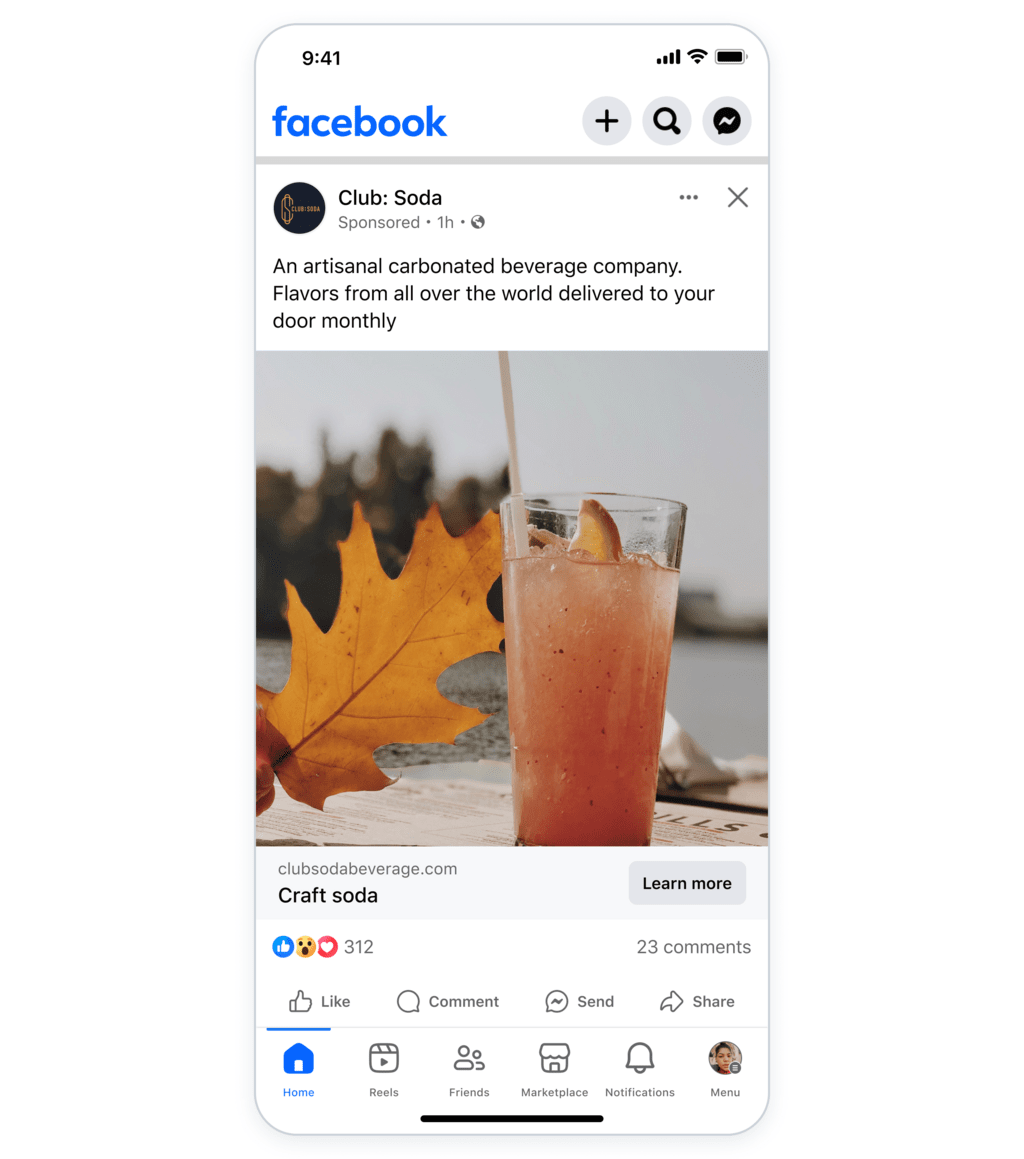 9:41
facebook
CLUB:SODA
Club: Soda
Sponsored • 1h •
An artisanal carbonated beverage company.
Flavors from all over the world delivered to your
door monthly
clubsodabeverage.com
Craft soda
Learn more
312
23 comments
Like
Comment
Send
Share
Home
Reels
Friends
Marketplace
Notifications
Menu